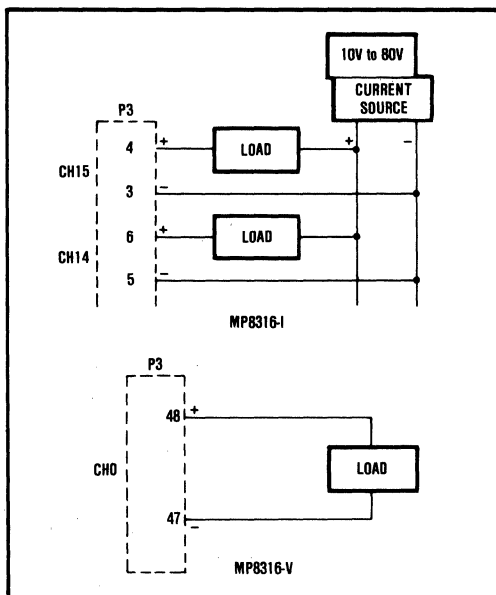 10V to 80V
CURRENT
SOURCE
P3
+ -
4 + LOAD
CH15
3 -
6 + LOAD
CH14
5 -
MP8316-I
P3
48 +
CH0
LOAD
47 -
MP8316-V